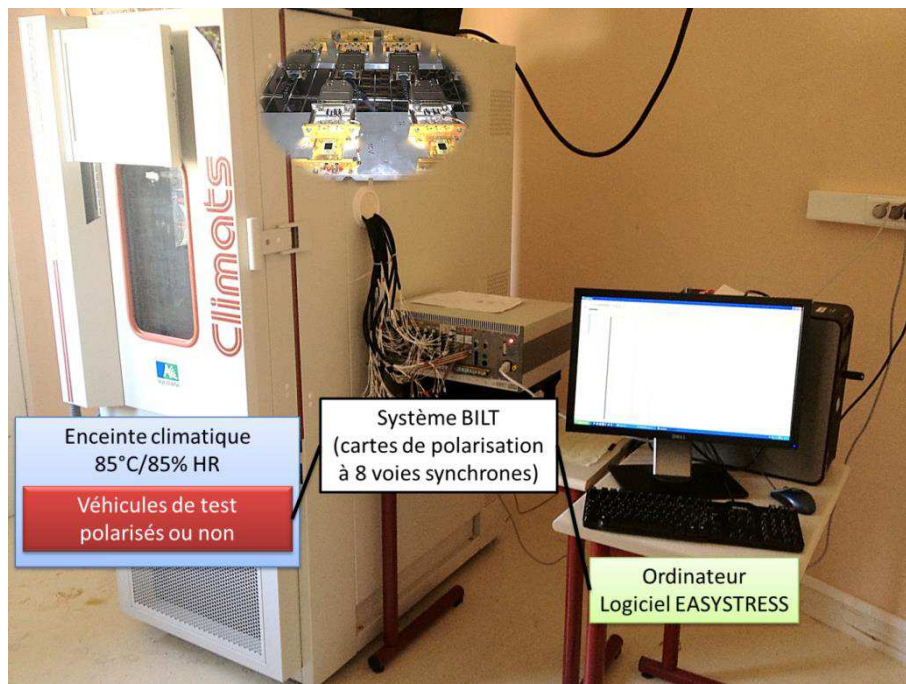 Climats
Enceinte climatique
85°C/85% HR
Véhicules de test
polarisés ou non
Système BILT
(cartes de polarisation
à 8 voies synchrones)
DELL
Ordinateur
Logiciel EASYSTRESS